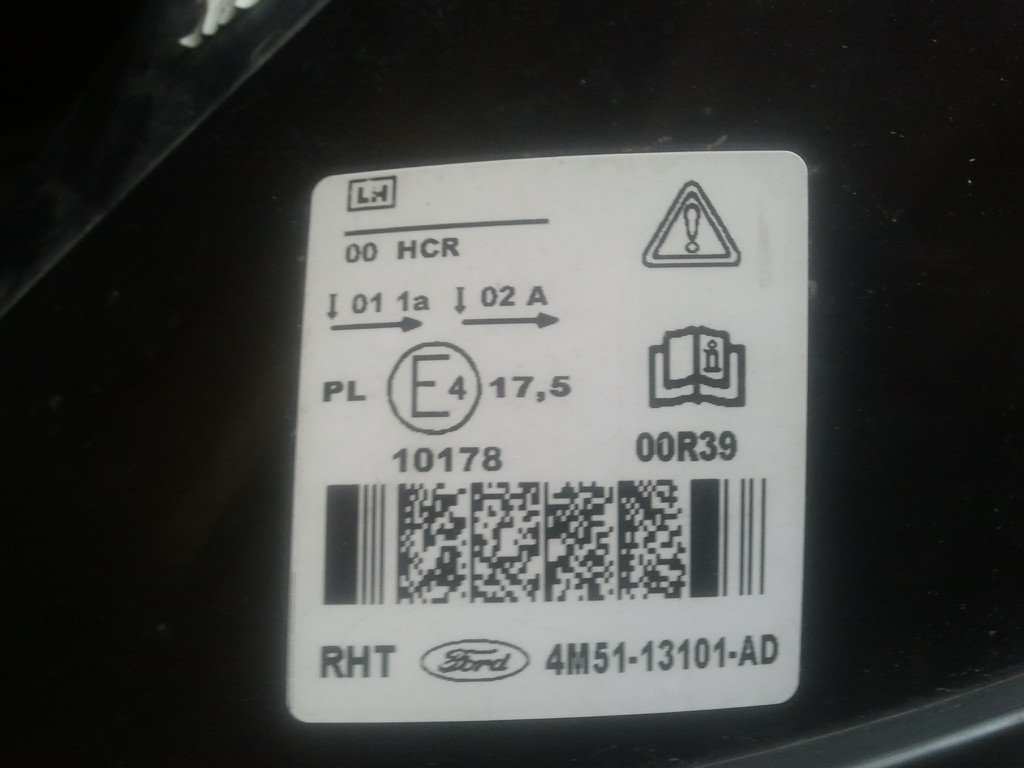 LH
00 HCR
01 1a 02 A
PL E4 17,5
10178
00R39
RHT Ford 4M51-13101-AD